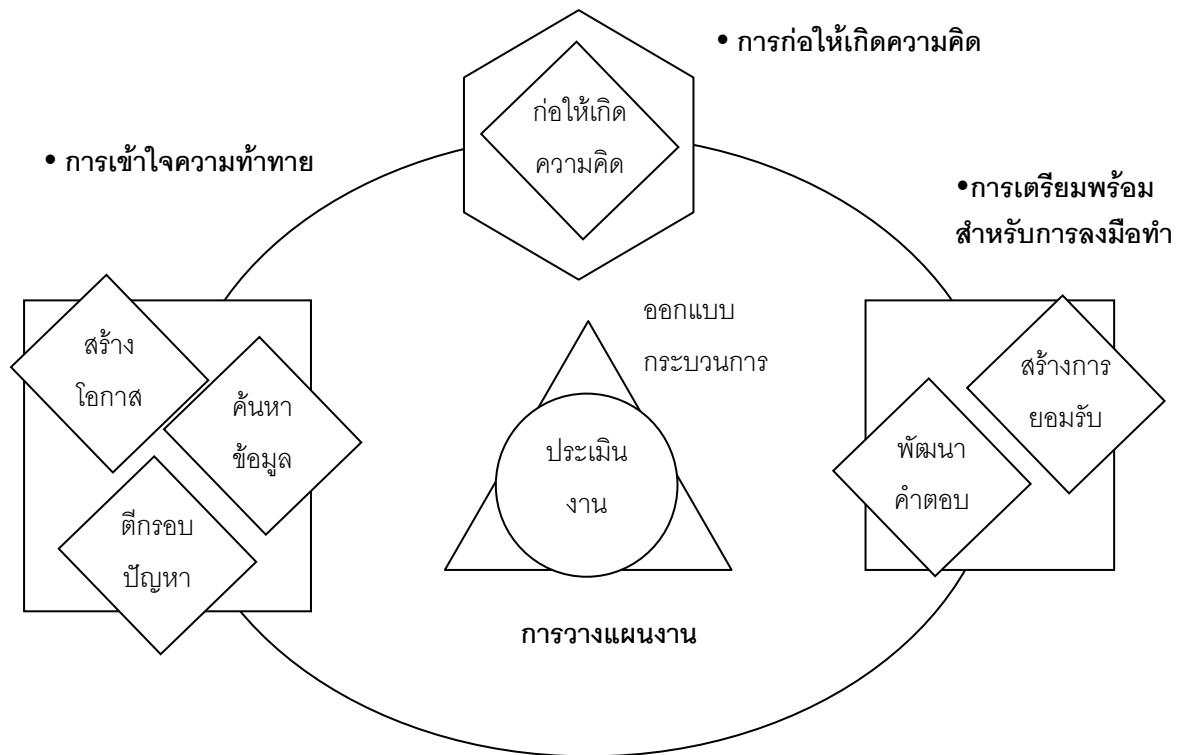 • การก่อให้เกิดความคิด
ก่อให้เกิด
ความคิด
• การเข้าใจความท้าทาย
•การเตรียมพร้อม
สำหรับการลงมือทำ
สร้าง
โอกาส
ค้นหา
ข้อมูล
ตีกรอบ
ปัญหา
ออกแบบ
กระบวนการ
ประเมิน
งาน
การวางแผนงาน
สร้างการ
ยอมรับ
พัฒนา
คำตอบ